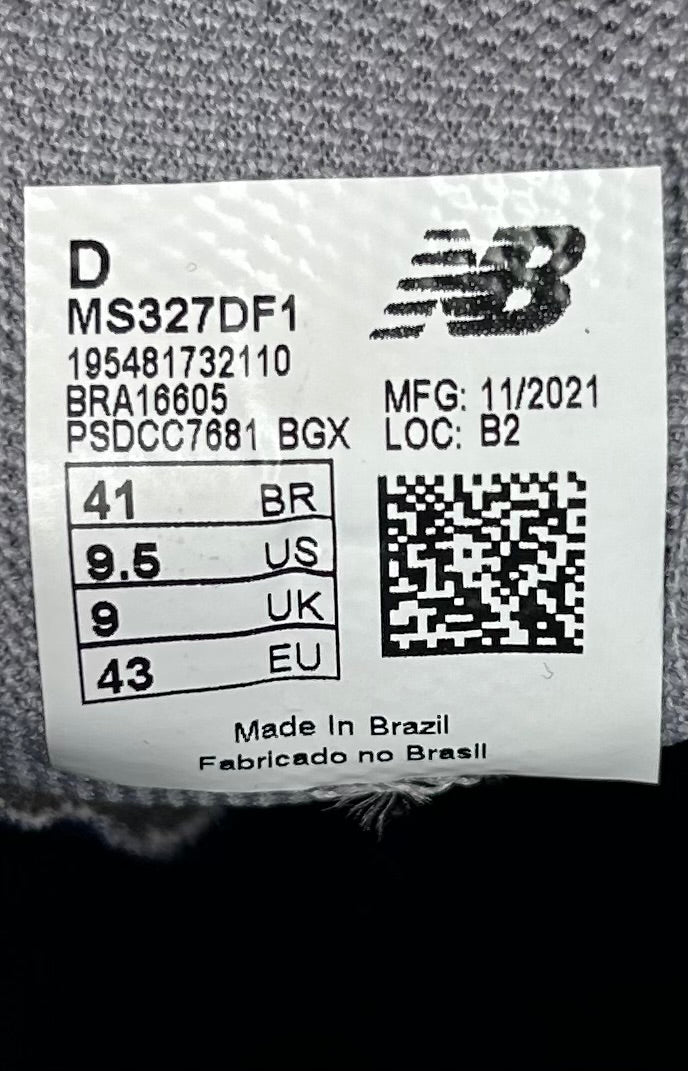 D
NB
MS327DF1
195481732110
BRA16605
MFG: 11/2021
PSDCC7681 BGX
LOC: B2
41 BR
9.5 US
9 UK
43 EU
Made In Brazil
Fabricado no Brasil